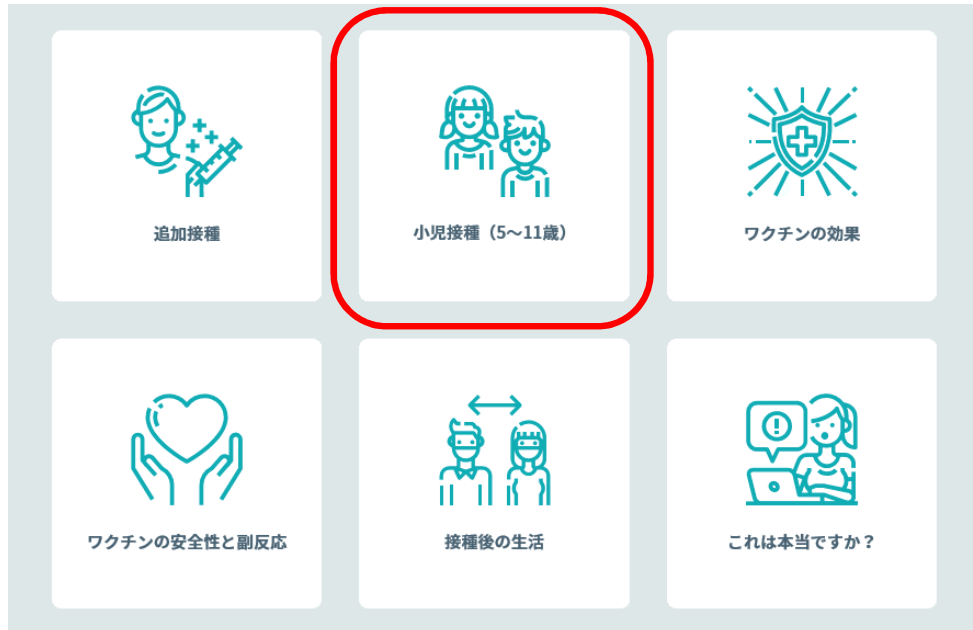 追加接種
小児接種（5〜11歳）
ワクチンの効果
ワクチンの安全性と副反応
接種後の生活
これは本当ですか？